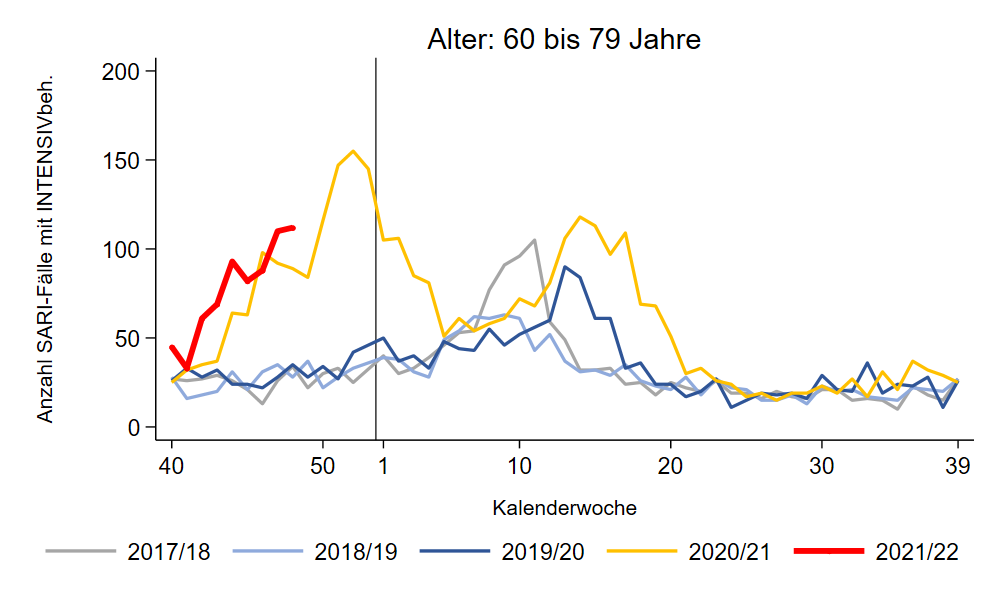 Alter: 60 bis 79 Jahre
Anzahl SARI-Fälle mit INTENSIVbeh.
200
150
100
50
0
40 50 1 10 20 30 39
Kalenderwoche
2017/18 2018/19 2019/20 2020/21 2021/22